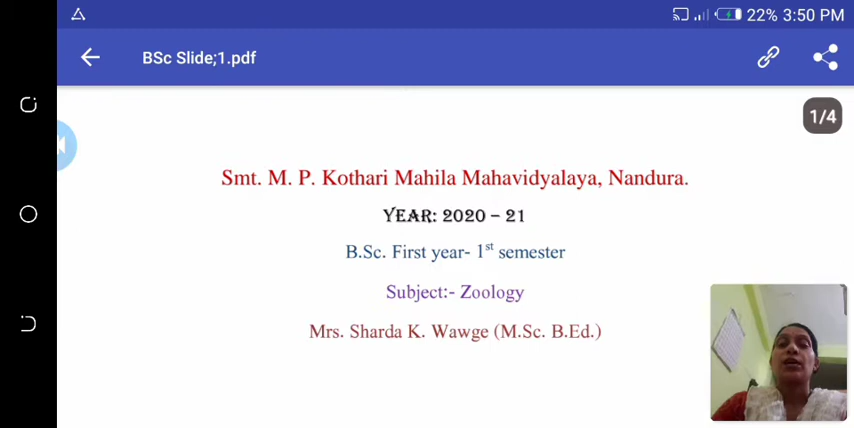 22% 3:50 PM
BSc Slide;1.pdf
1/4
Smt. M. P. Kothari Mahila Mahavidyalaya, Nandura.
YEAR: 2020 – 21
B.Sc. First year- 1st semester
Subject:- Zoology
Mrs. Sharda K. Wawge (M.Sc. B.Ed.)